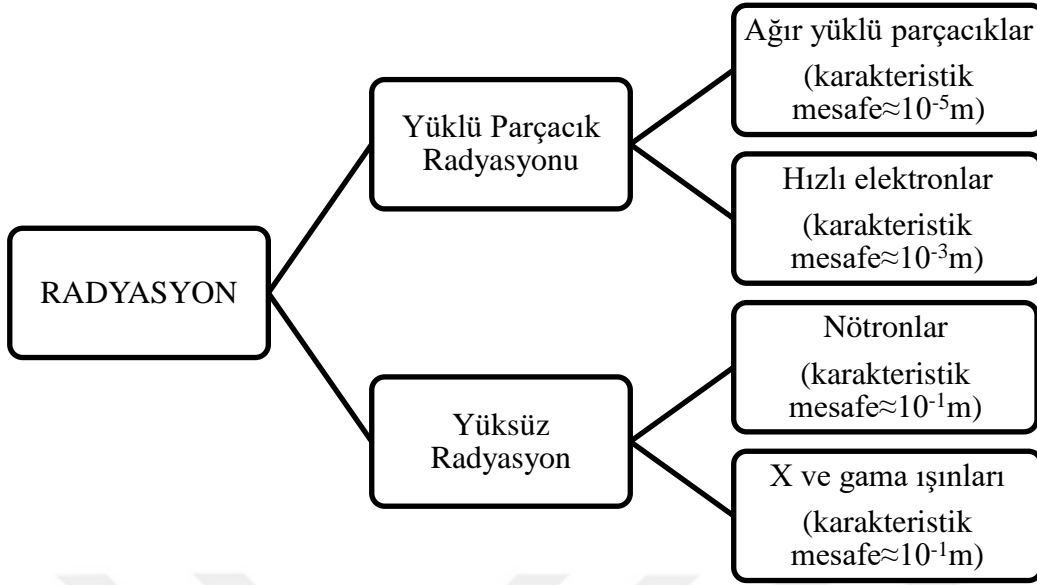 RADYASYON
Yüklü Parçacık
Radyasyonu
Ağır yüklü parçacıklar
(karakteristik
mesafe≈10⁻⁵m)
Hızlı elektronlar
(karakteristik
mesafe≈10⁻³m)
Yüksüz
Radyasyon
Nötronlar
(karakteristik
mesafe≈10⁻¹m)
X ve gama ışınları
(karakteristik
mesafe≈10⁻¹m)